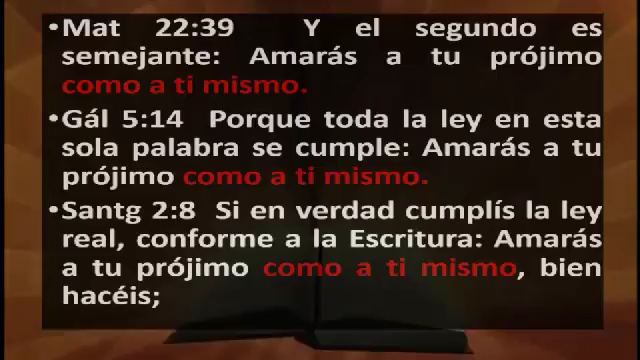 •Mat 22:39 Y el segundo es
semejante: Amarás a tu prójimo
como a ti mismo.
•Gál 5:14 Porque toda la ley en esta
sola palabra se cumple: Amarás a tu
prójimo como a ti mismo.
•Santg 2:8 Si en verdad cumplís la ley
real, conforme a la Escritura: Amarás
a tu prójimo como a ti mismo, bien
hacéis;